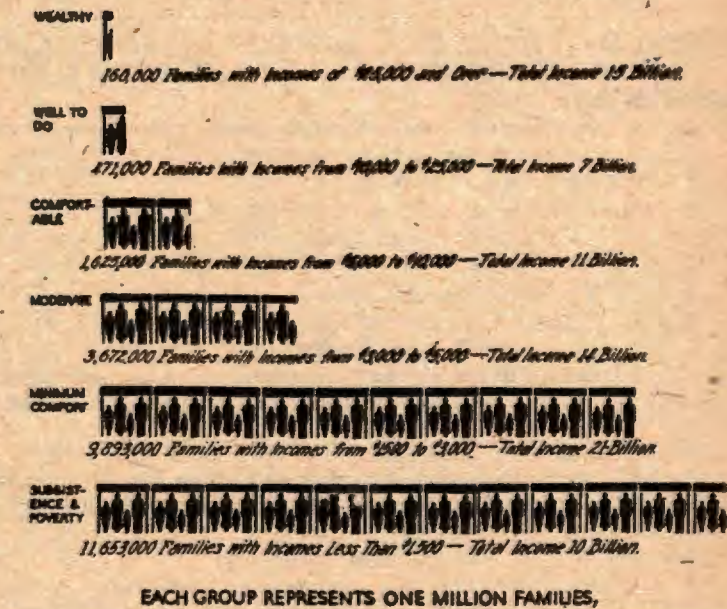 WEALTHY
160,000 Families with Incomes of $25,000 and Over — Total Income 15 Billion.
WELL TO
DO
471,000 Families with Incomes from $10,000 to $25,000 — Total Income 7 Billion.
COMFORT-
ABLE
1,625,000 Families with Incomes from $5,000 to $10,000 — Total Income 11 Billion.
MODERATE
3,672,000 Families with Incomes from $3,000 to $5,000 — Total Income 14 Billion.
MINIMUM
COMFORT
9,893,000 Families with Incomes from $1,500 to $3,000 — Total Income 21 Billion.
SUBSIST-
ENCE &
POVERTY
11,653,000 Families with Incomes Less Than $1,500 — Total Income 10 Billion.
EACH GROUP REPRESENTS ONE MILLION FAMILIES,